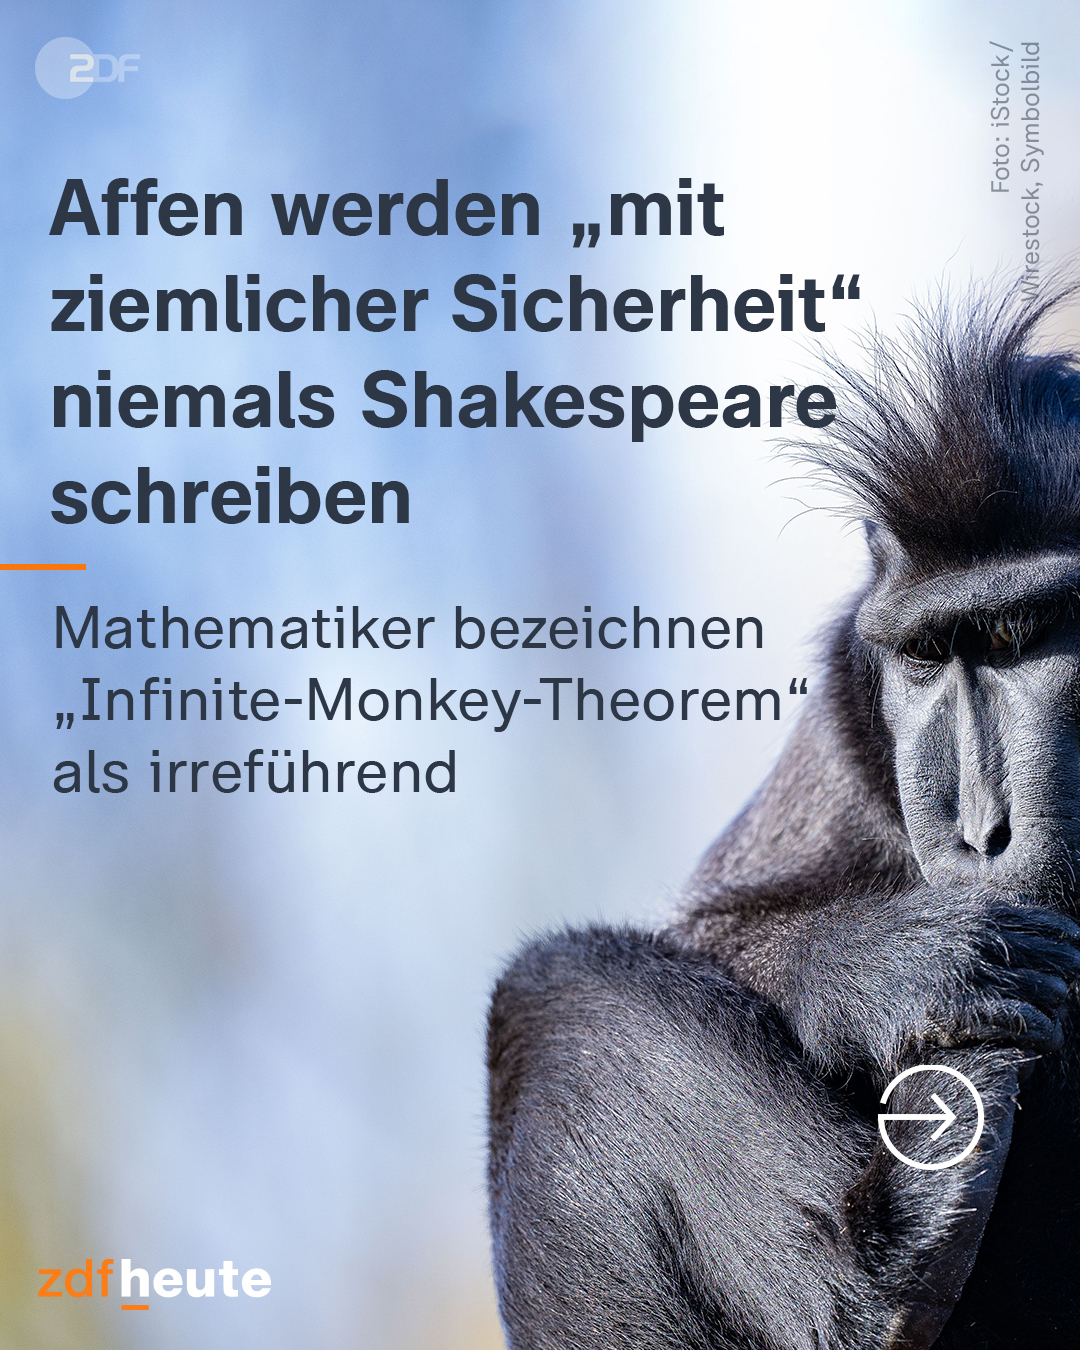 ZDF
Foto: iStock/
Wirestock, Symbolbild
Affen werden „mit
ziemlicher Sicherheit“
niemals Shakespeare
schreiben
Mathematiker bezeichnen
„Infinite-Monkey-Theorem“
als irreführend
zdfheute